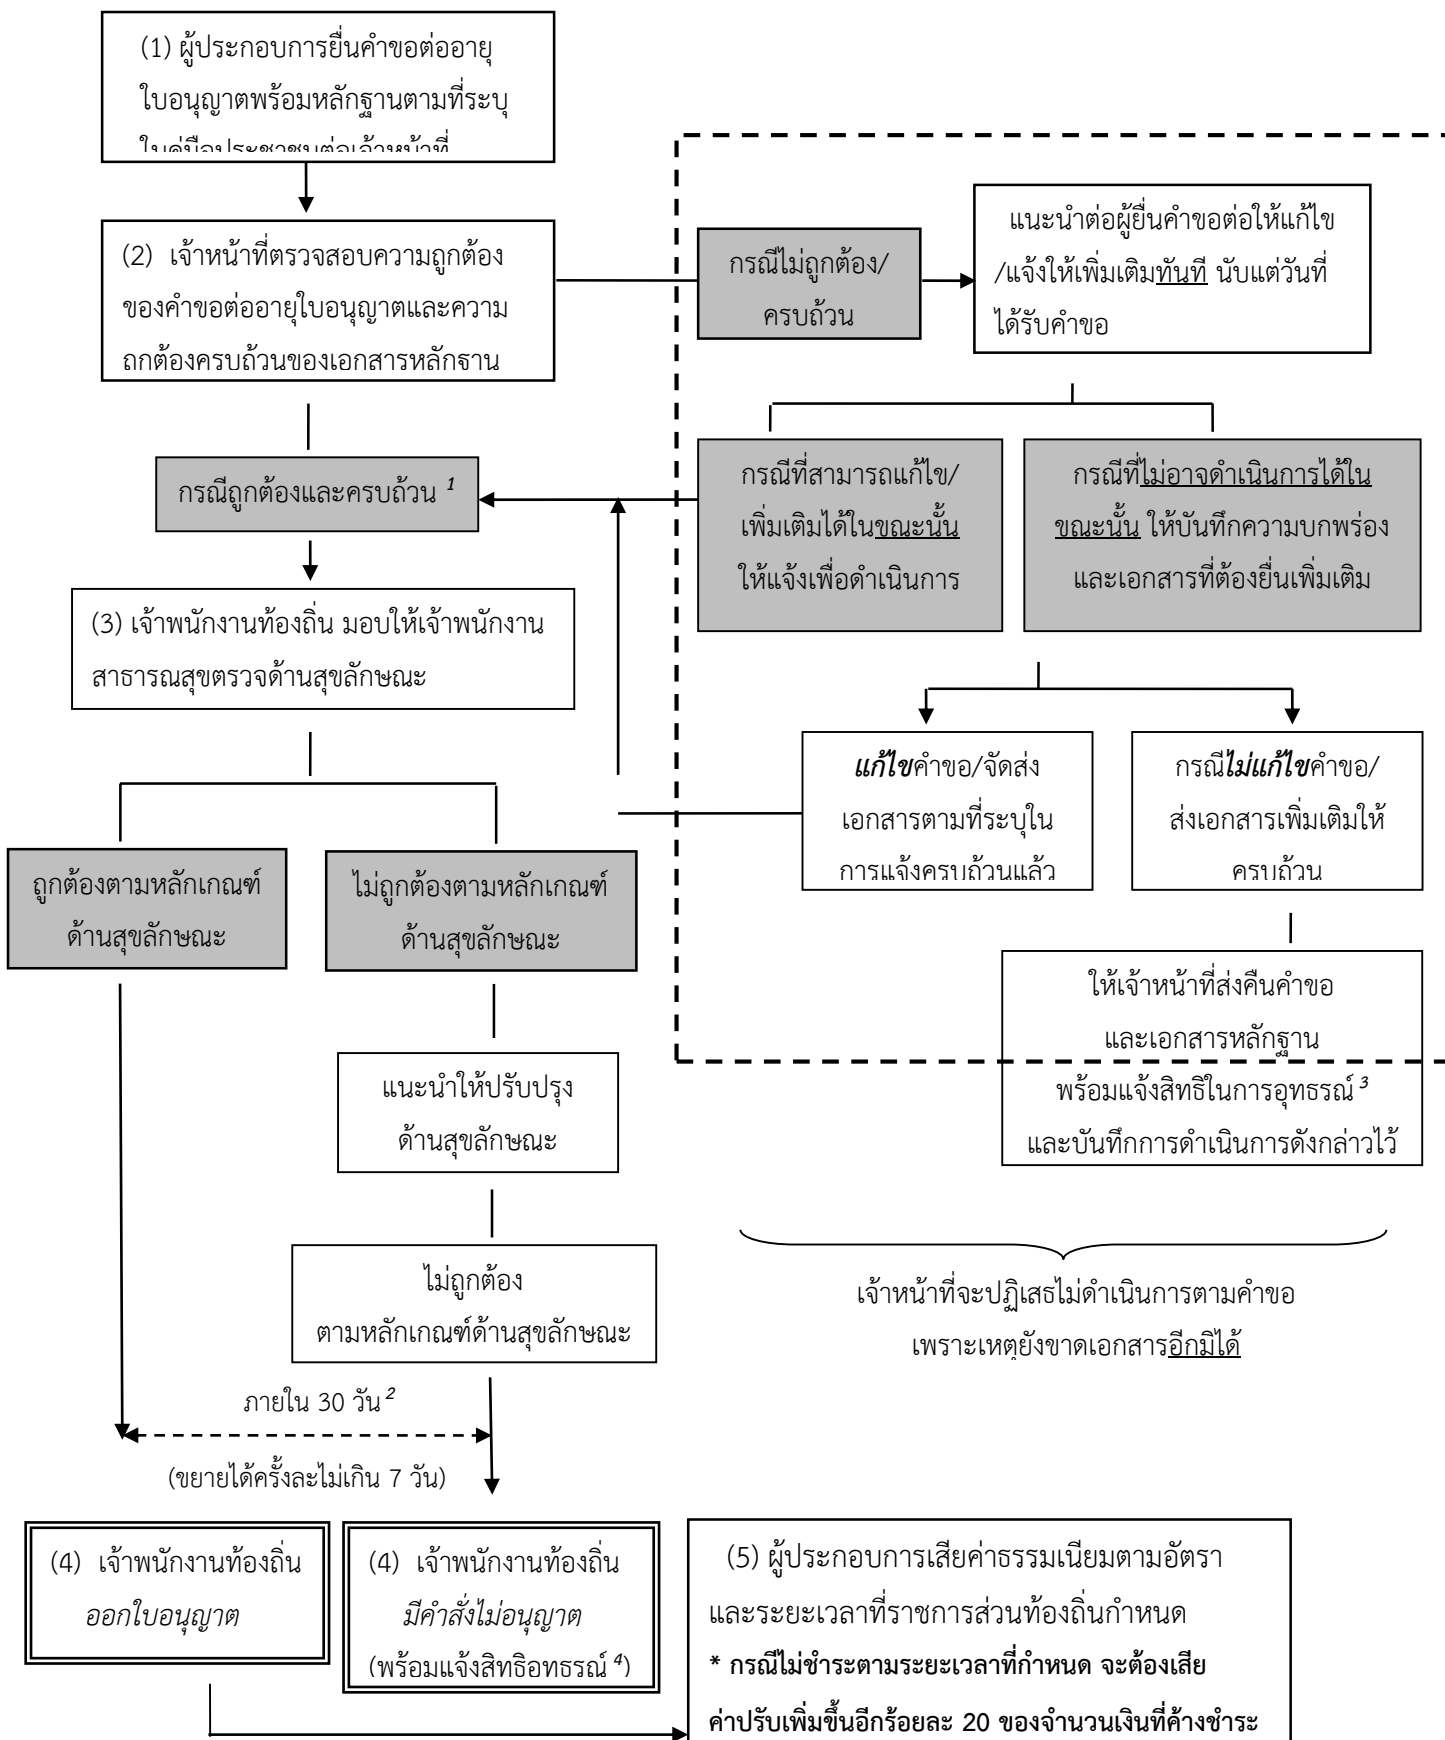 (1) ผู้ประกอบการยื่นคำขอต่ออายุ
ใบอนุญาตพร้อมหลักฐานตามที่ระบุ
ในคู่มือประชาชนต่อเจ้าหน้าที่
(2) เจ้าหน้าที่ตรวจสอบความถูกต้อง
ของคำขอต่ออายุใบอนุญาตและความ
ถูกต้องครบถ้วนของเอกสารหลักฐาน
กรณีไม่ถูกต้อง/
ครบถ้วน
แนะนำต่อผู้ยื่นคำขอต่อให้แก้ไข
/แจ้งให้เพิ่มเติมทันที นับแต่วันที่
ได้รับคำขอ
กรณีถูกต้องและครบถ้วน 1
กรณีที่สามารถแก้ไข/
เพิ่มเติมได้ในขณะนั้น
ให้แจ้งเพื่อดำเนินการ
กรณีที่ไม่อาจดำเนินการได้ใน
ขณะนั้น ให้บันทึกความบกพร่อง
และเอกสารที่ต้องยื่นเพิ่มเติม
(3) เจ้าพนักงานท้องถิ่น มอบให้เจ้าพนักงาน
สาธารณสุขตรวจด้านสุขลักษณะ
แก้ไขคำขอ/จัดส่ง
เอกสารตามที่ระบุใน
การแจ้งครบถ้วนแล้ว
กรณีไม่แก้ไขคำขอ/
ส่งเอกสารเพิ่มเติมให้
ครบถ้วน
ถูกต้องตามหลักเกณฑ์
ด้านสุขลักษณะ
ไม่ถูกต้องตามหลักเกณฑ์
ด้านสุขลักษณะ
ให้เจ้าหน้าที่ส่งคืนคำขอ
และเอกสารหลักฐาน
พร้อมแจ้งสิทธิในการอุทธรณ์ 3
และบันทึกการดำเนินการดังกล่าวไว้
แนะนำให้ปรับปรุง
ด้านสุขลักษณะ
ไม่ถูกต้อง
ตามหลักเกณฑ์ด้านสุขลักษณะ
เจ้าหน้าที่จะปฏิเสธไม่ดำเนินการตามคำขอ
เพราะเหตุยังขาดเอกสารอีกมิได้
ภายใน 30 วัน 2
(ขยายได้ครั้งละไม่เกิน 7 วัน)
(4) เจ้าพนักงานท้องถิ่น
ออกใบอนุญาต
(4) เจ้าพนักงานท้องถิ่น
มีคำสั่งไม่อนุญาต
(พร้อมแจ้งสิทธิอุทธรณ์ 4)
(5) ผู้ประกอบการเสียค่าธรรมเนียมตามอัตรา
และระยะเวลาที่ราชการส่วนท้องถิ่นกำหนด
* กรณีไม่ชำระตามระยะเวลาที่กำหนด จะต้องเสีย
ค่าปรับเพิ่มขึ้นอีกร้อยละ 20 ของจำนวนเงินที่ค้างชำระ